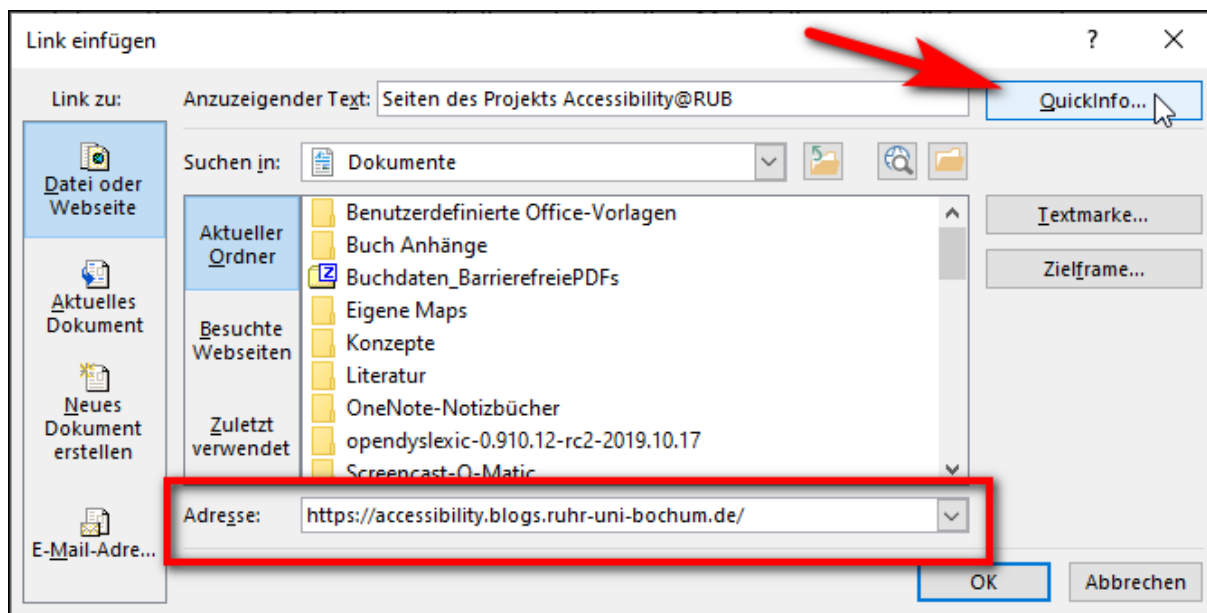 Link einfügen
?
Link zu:
Anzuzeigender Text: Seiten des Projekts Accessibility@RUB
QuickInfo...
Datei oder
Webseite
Aktuelles
Dokument
Neues
Dokument
erstellen
E-Mail-Adre...
Suchen in: Dokumente
Aktueller
Ordner
Besuchte
Webseiten
Zuletzt
verwendet
Benutzerdefinierte Office-Vorlagen
Buch Anhänge
Buchdaten_BarrierefreiePDFs
Eigene Maps
Konzepte
Literatur
OneNote-Notizbücher
opendyslexic-0.910.12-rc2-2019.10.17
Screencast-O-Matic
Textmarke...
Zielframe...
Adresse: https://accessibility.blogs.ruhr-uni-bochum.de/
OK
Abbrechen